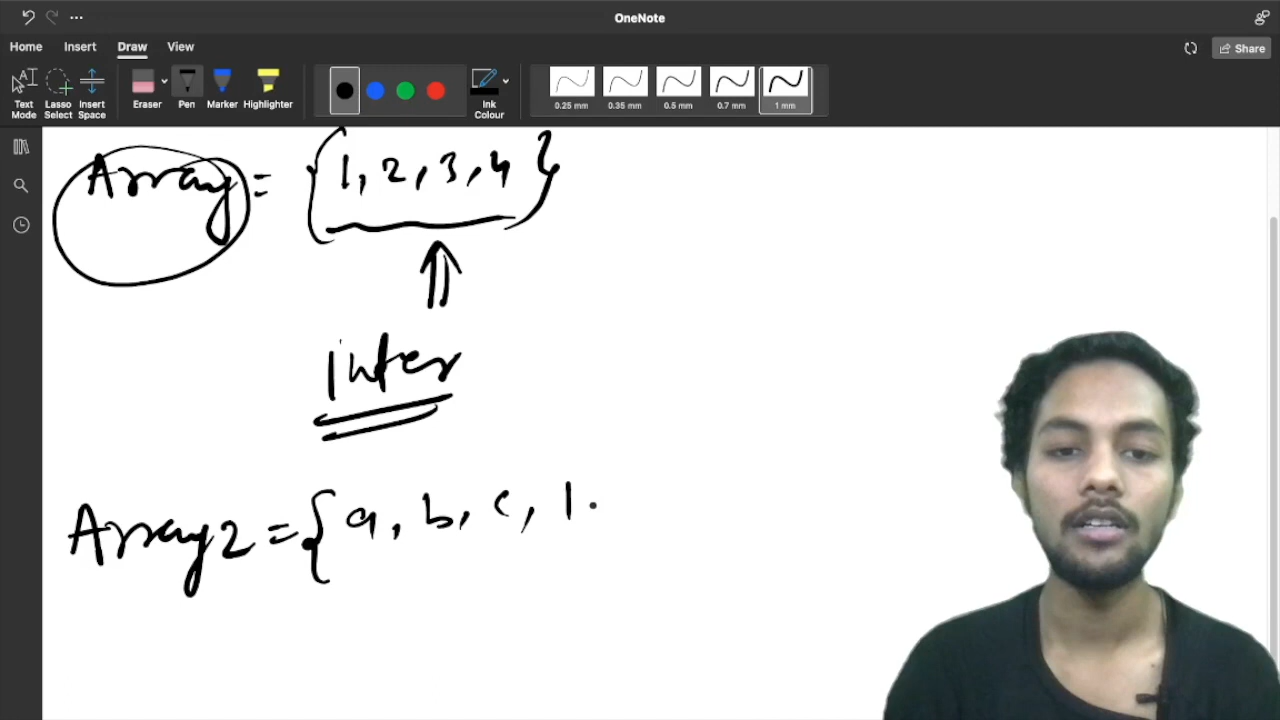 OneNote
Home Insert Draw View
Share
Text Mode
Lasso Select
Insert Space
Eraser
Pen
Marker
Highlighter
Ink Colour
0.25 mm
0.35 mm
0.5 mm
0.7 mm
1 mm
Array = {1, 2, 3, 4}
inter
Array2 = { a, b, c, 1.